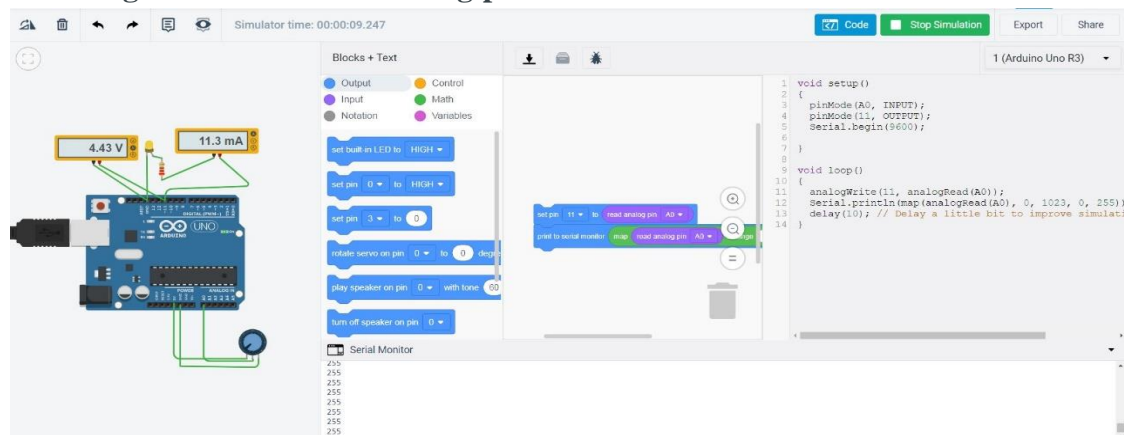 Simulator time: 00:00:09.247
Code
Stop Simulation
Export
Share
Blocks + Text
1 (Arduino Uno R3)
Output
Control
Input
Math
Notation
Variables
set built-in LED to HIGH
set pin 0 to HIGH
set pin 3 to 0
rotate servo on pin 0 to 0 degre
play speaker on pin 0 with tone 60
turn off speaker on pin 0
4.43 V
11.3 mA
DIGITAL (PWM~)
UNO
ARDUINO
POWER
ANALOG IN
set pin 11 to read analog pin A0
print to serial monitor map read analog pin A0
1 void setup()
2 {
3 pinMode(A0, INPUT);
4 pinMode(11, OUTPUT);
5 Serial.begin(9600);
6
7 }
8
9 void loop()
10 {
11 analogWrite(11, analogRead(A0));
12 Serial.println(map(analogRead(A0), 0, 1023, 0, 255))
13 delay(10); // Delay a little bit to improve simulati
14 }
Serial Monitor
255
255
255
255
255
255
255
255